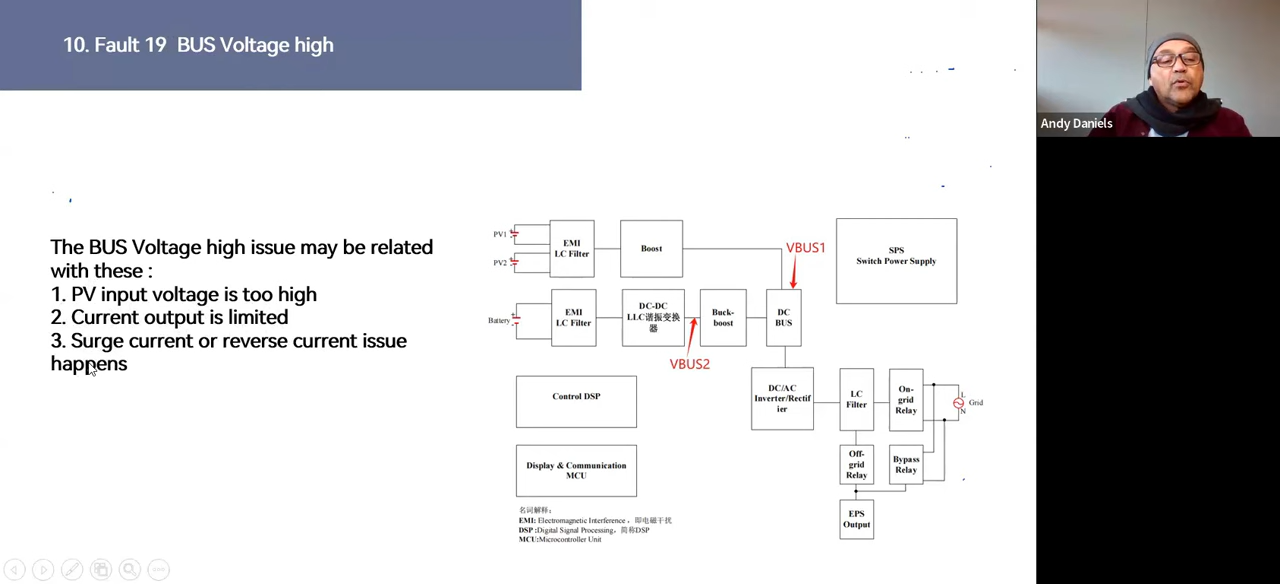 10. Fault 19 BUS Voltage high
Andy Daniels
The BUS Voltage high issue may be related
with these :
1. PV input voltage is too high
2. Current output is limited
3. Surge current or reverse current issue
happens
PV1
PV2
EMI
LC Filter
Boost
VBUS1
SPS
Switch Power Supply
Battery
EMI
LC Filter
DC-DC
LLC谐振变换
器
Buck-
boost
DC
BUS
VBUS2
Control DSP
DC/AC
Inverter/Rectif
ier
LC
Filter
On-
grid
Relay
L
N
Grid
Display & Communication
MCU
Off-
grid
Relay
Bypass
Relay
EPS
Output
名词解释：
EMI: Electromagnetic Interference ，即电磁干扰
DSP :Digital Signal Processing，简称DSP
MCU:Microcontroller Unit